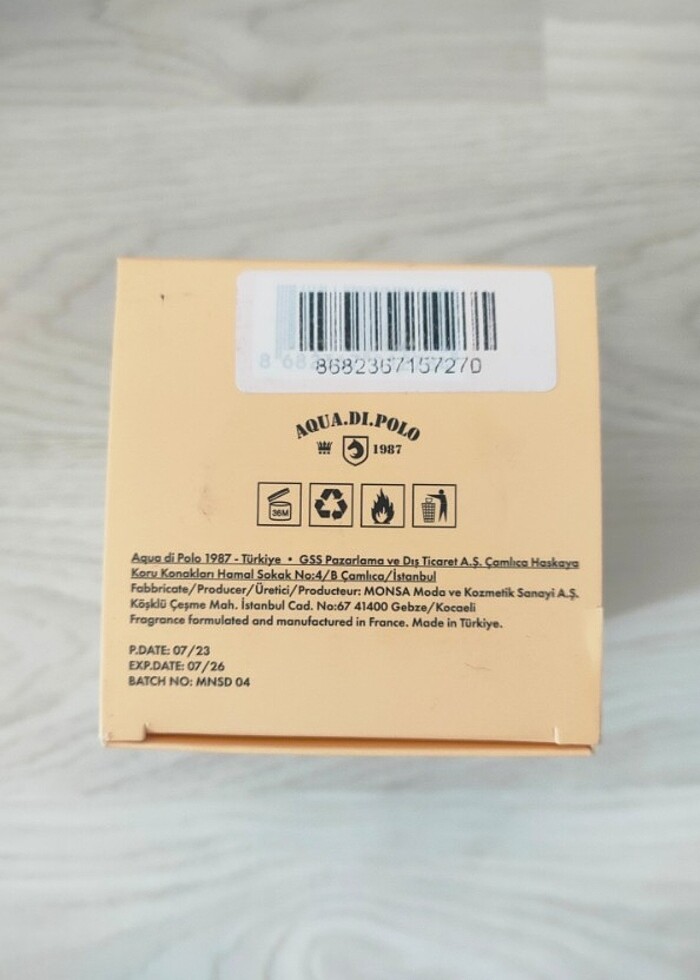 8682367157270
AQUA.DI.POLO
1987
36M
Aqua di Polo 1987 - Türkiye • GSS Pazarlama ve Dış Ticaret A.Ş. Çamlıca Haskaya
Koru Konakları Hamal Sokak No:4/B Çamlıca/İstanbul
Fabbricate/Producer/Üretici/Producteur: MONSA Moda ve Kozmetik Sanayi A.Ş.
Köşklü Çeşme Mah. İstanbul Cad. No:67 41400 Gebze/Kocaeli
Fragrance formulated and manufactured in France. Made in Türkiye.
P.DATE: 07/23
EXP.DATE: 07/26
BATCH NO: MNSD 04